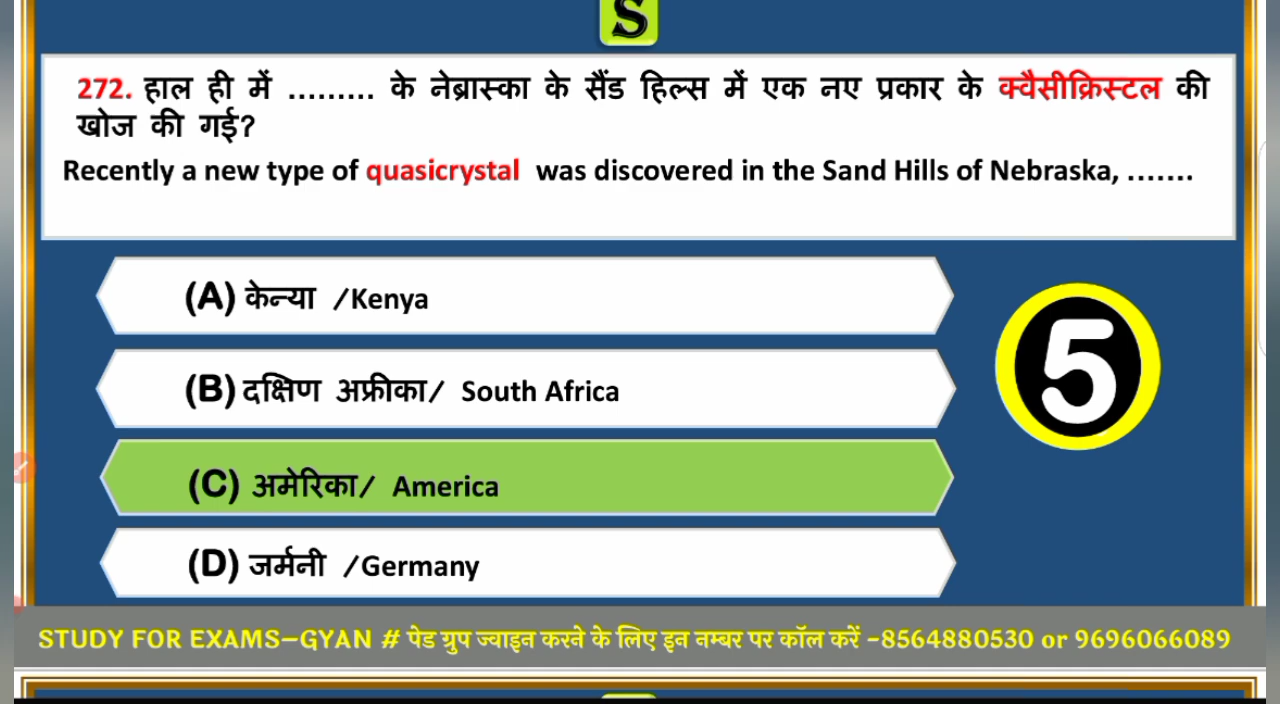 S
272. हाल ही में ......... के नेब्रास्का के सैंड हिल्स में एक नए प्रकार के क्वैसीक्रिस्टल की
खोज की गई?
Recently a new type of quasicrystal was discovered in the Sand Hills of Nebraska, .......
(A) केन्या /Kenya
(B) दक्षिण अफ्रीका/ South Africa
5
(C) अमेरिका/ America
(D) जर्मनी /Germany
STUDY FOR EXAMS–GYAN # पेड ग्रुप ज्वाइन करने के लिए इन नम्बर पर कॉल करें -8564880530 or 9696066089